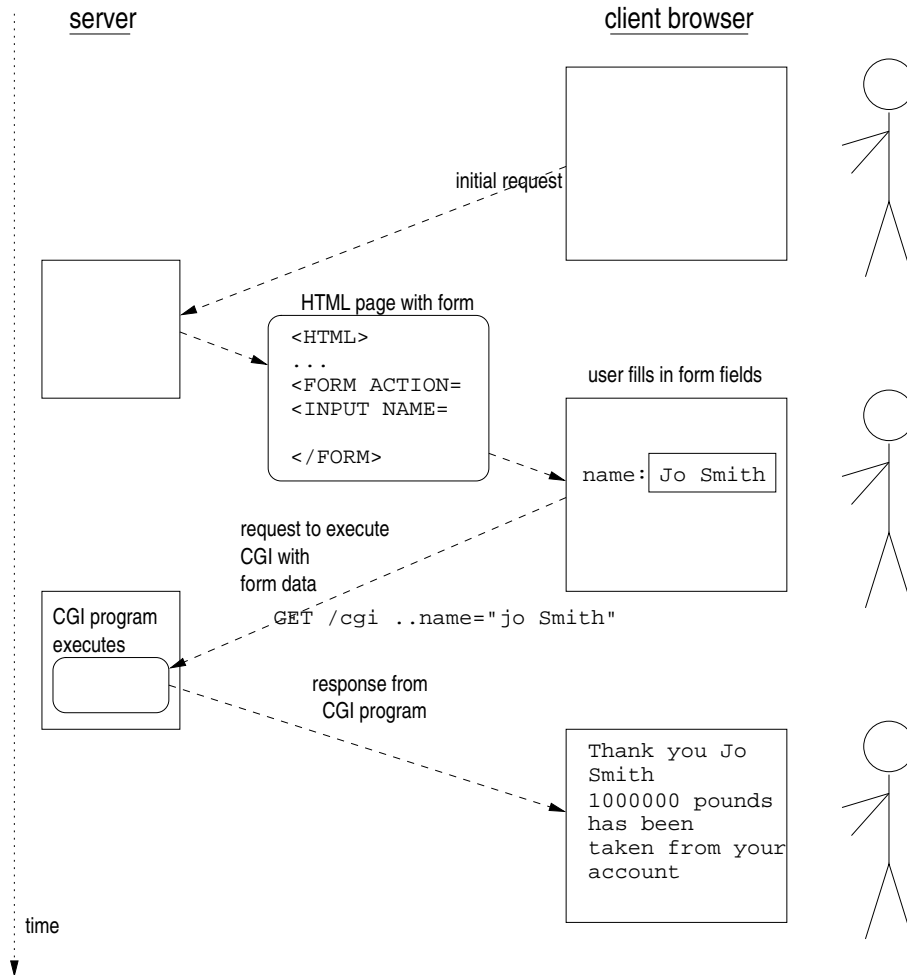 server
client browser
initial request
HTML page with form
<HTML>
...
<FORM ACTION=
<INPUT NAME=
</FORM>
user fills in form fields
name: Jo Smith
request to execute
CGI with
form data
GET /cgi ..name="jo Smith"
CGI program
executes
response from
CGI program
Thank you Jo
Smith
1000000 pounds
has been
taken from your
account
time